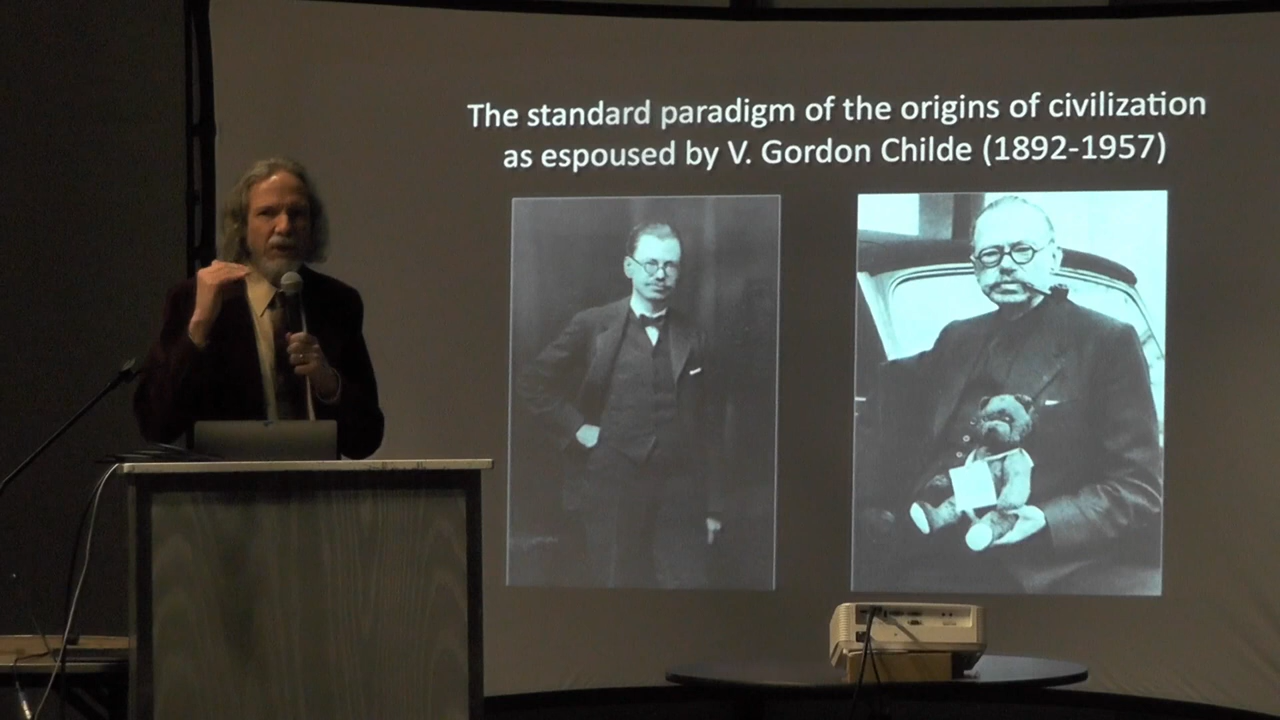 The standard paradigm of the origins of civilization
as espoused by V. Gordon Childe (1892-1957)